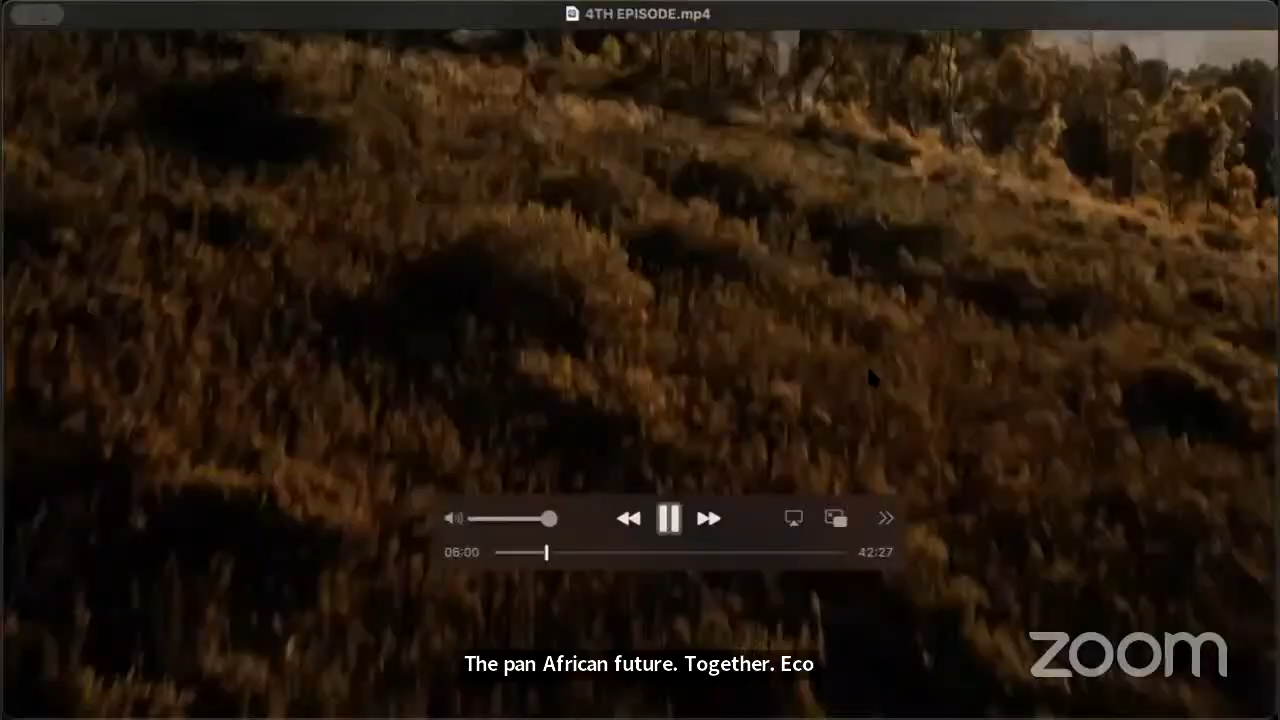 4TH EPISODE.mp4
06:00
42:27
The pan African future. Together. Eco
zoom